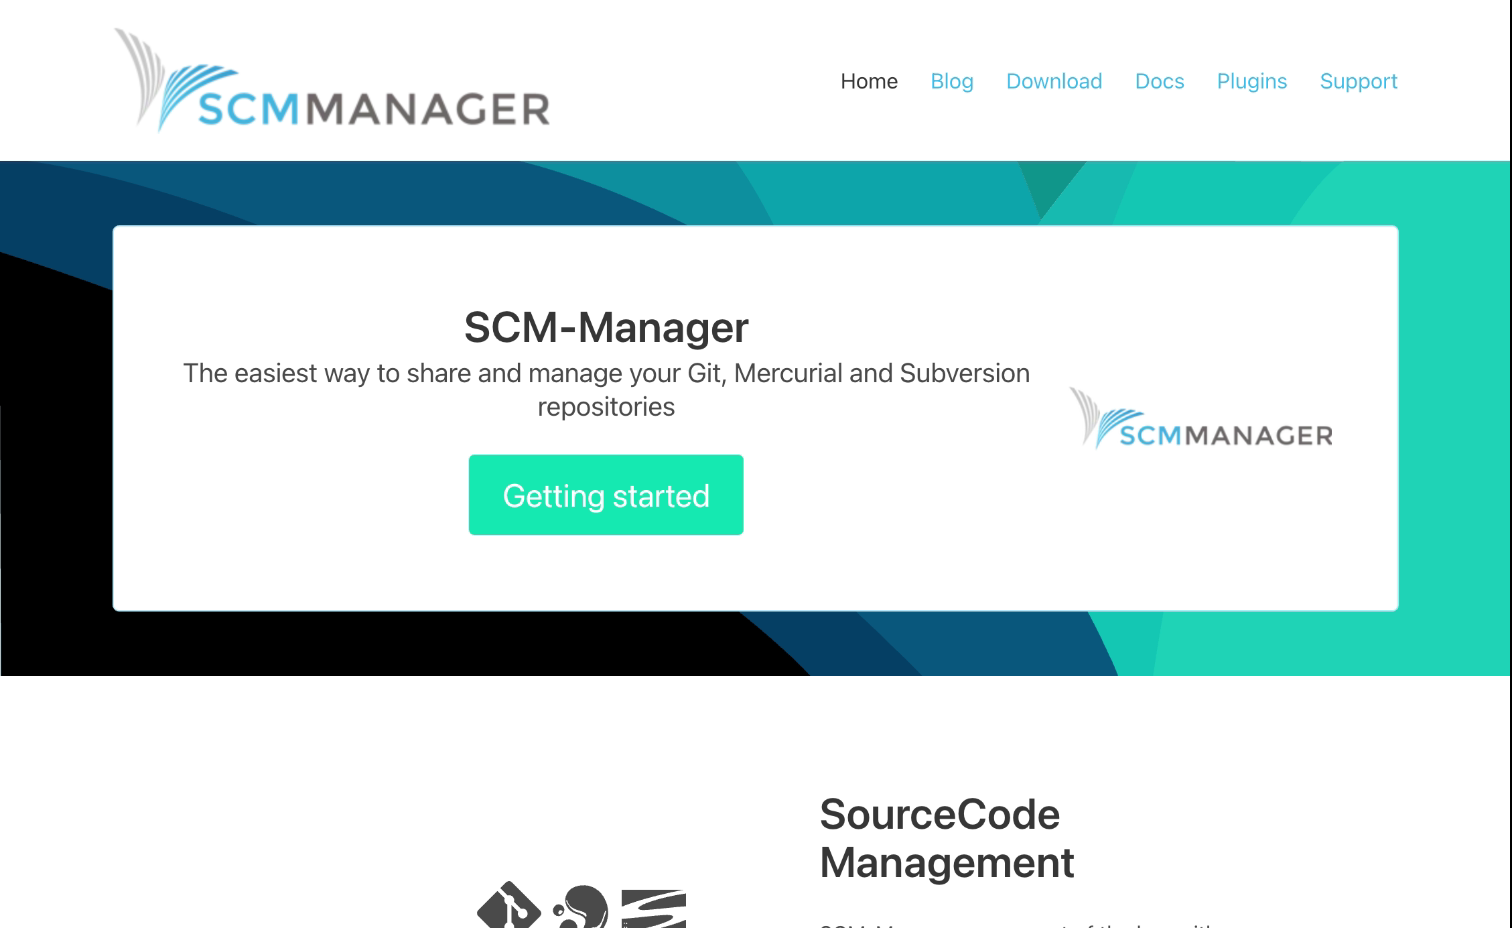 SCMMANAGER
Home Blog Download Docs Plugins Support
SCM-Manager
The easiest way to share and manage your Git, Mercurial and Subversion
repositories
Getting started
SCMMANAGER
SourceCode
Management